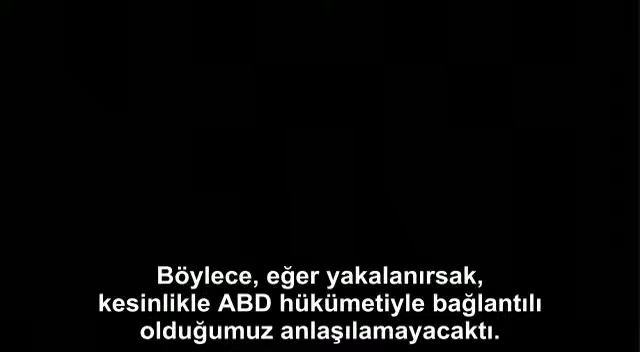 Böylece, eğer yakalanırsak,
kesinlikle ABD hükümetiyle bağlantılı
olduğumuz anlaşılamayacaktı.